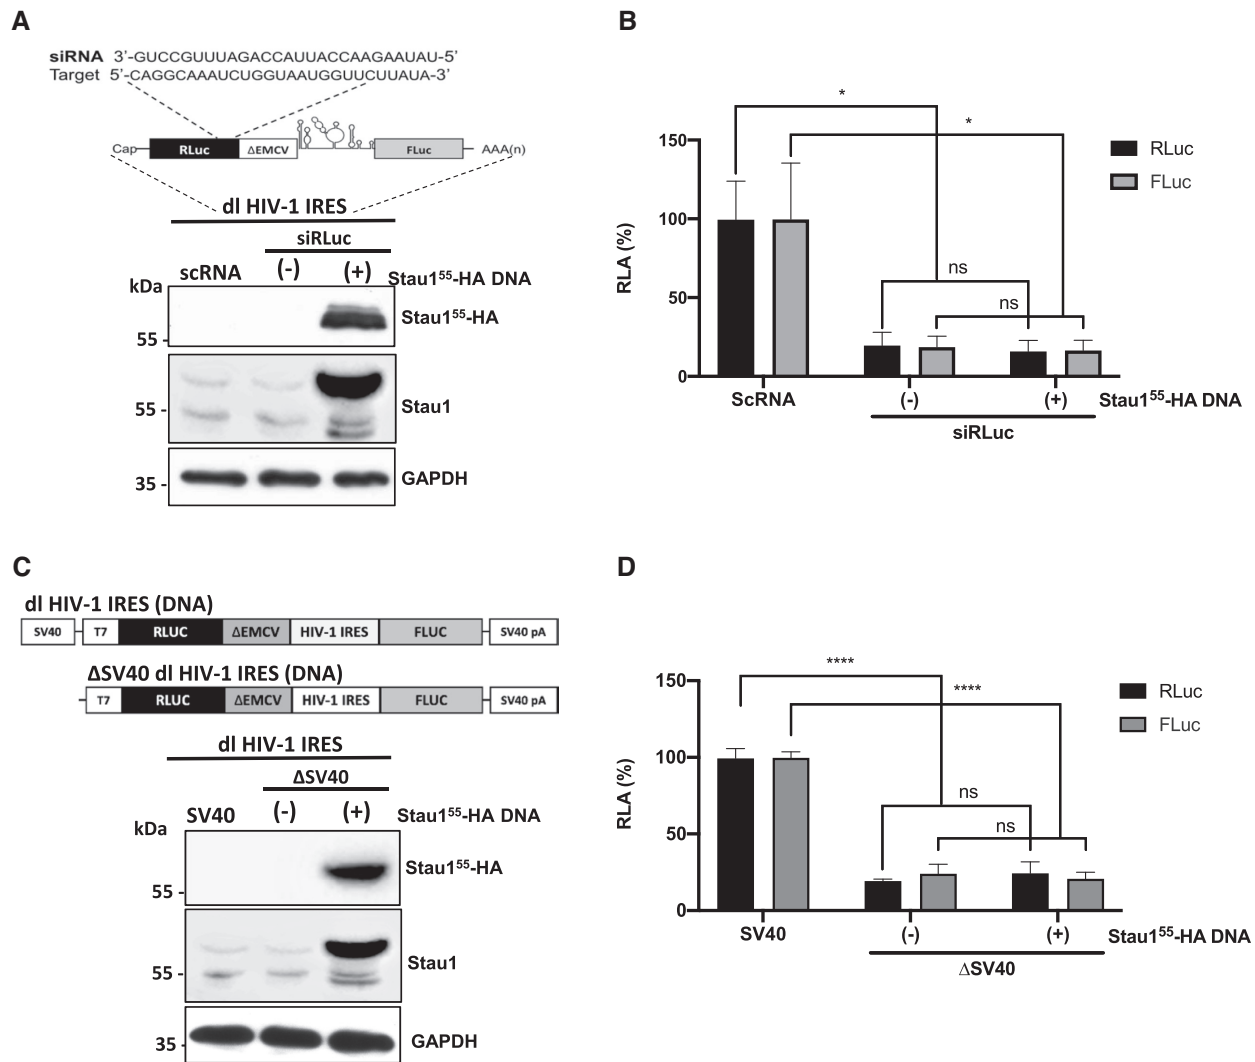 A
siRNA 3'-GUCCGUUUAGACCAUUACCAAGAAUAU-5'
Target 5'-CAGGCAAAUCUGGUAAUGGUUCUUAUA-3'
Cap RLuc ΔEMCV FLuc AAA(n)
dl HIV-1 IRES
siRLuc
scRNA (-) (+) Stau1⁵⁵-HA DNA
kDa
Stau1⁵⁵-HA
55 -
55 - Stau1
35 - GAPDH
B
* 
*
150
RLuc
FLuc
100
RLA (%)
ns
50
ns
0
ScRNA (-) (+) Stau1⁵⁵-HA DNA
siRLuc
C
dl HIV-1 IRES (DNA)
SV40 T7 RLUC ΔEMCV HIV-1 IRES FLUC SV40 pA
ΔSV40 dl HIV-1 IRES (DNA)
T7 RLUC ΔEMCV HIV-1 IRES FLUC SV40 pA
dl HIV-1 IRES
ΔSV40
SV40 (-) (+) Stau1⁵⁵-HA DNA
kDa
Stau1⁵⁵-HA
55 -
Stau1
55 -
35 - GAPDH
D
****
****
150
RLuc
FLuc
100
RLA (%)
ns
50
ns
0
SV40 (-) (+) Stau1⁵⁵-HA DNA
ΔSV40